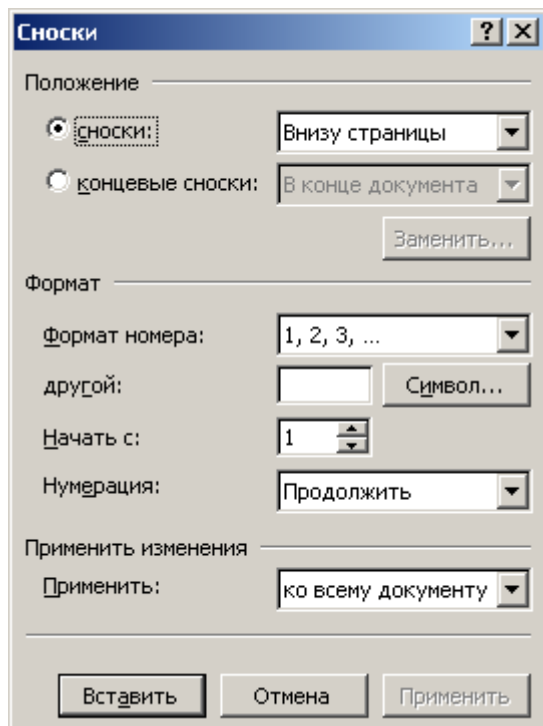 Сноски
Положение
сноски: Внизу страницы
концевые сноски: В конце документа
Заменить...
Формат
Формат номера: 1, 2, 3, ...
другой: Символ...
Начать с: 1
Нумерация: Продолжить
Применить изменения
Применить: ко всему документу
Вставить Отмена Применить